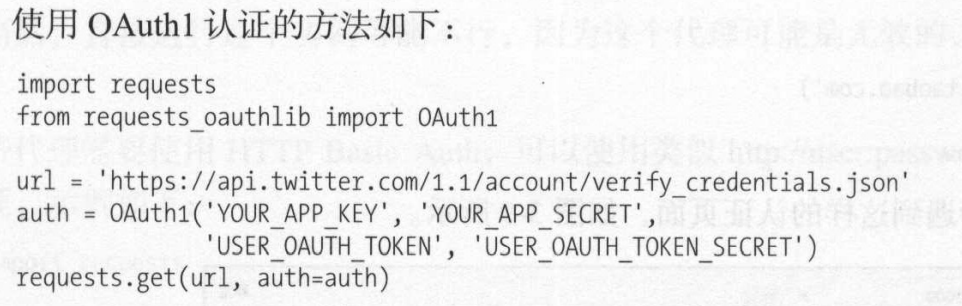 使用 OAuth1 认证的方法如下：
import requests
from requests_oauthlib import OAuth1
url = 'https://api.twitter.com/1.1/account/verify_credentials.json'
auth = OAuth1('YOUR_APP_KEY', 'YOUR_APP_SECRET',
'USER_OAUTH_TOKEN', 'USER_OAUTH_TOKEN_SECRET')
requests.get(url, auth=auth)